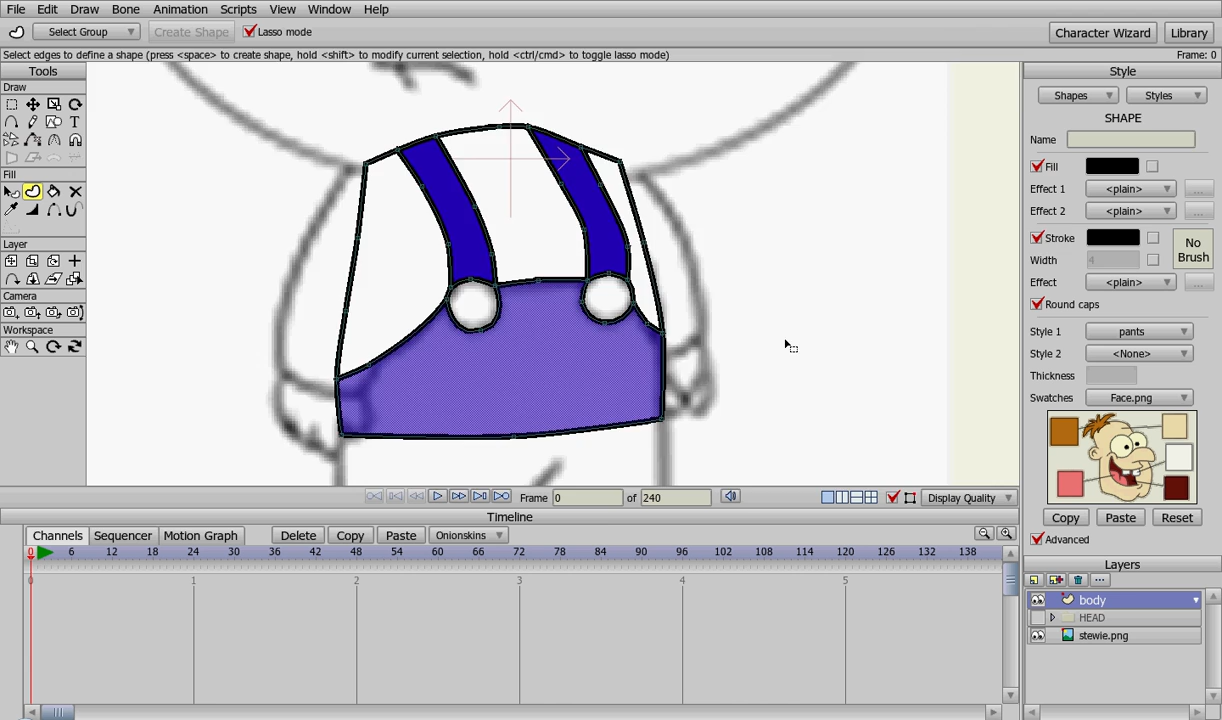 File Edit Draw Bone Animation Scripts View Window Help
Select Group Create Shape Lasso mode Character Wizard Library
Select edges to define a shape (press <space> to create shape, hold <shift> to modify current selection, hold <ctrl/cmd> to toggle lasso mode) Frame: 0
Tools
Draw
T
Fill
Layer
Camera
Workspace
Style
Shapes Styles
SHAPE
Name
Fill
Effect 1 <plain> ...
Effect 2 <plain> ...
Stroke
No
Brush
Width 4
Effect <plain> ...
Round caps
Style 1 pants
Style 2 <None>
Thickness
Swatches Face.png
Copy Paste Reset
Advanced
Frame 0 of 240 Display Quality
Timeline
Channels Sequencer Motion Graph Delete Copy Paste Onionskins
0 6 12 18 24 30 36 42 48 54 60 66 72 78 84 90 96 102 108 114 120 126 132 138
0 1 2 3 4 5
Layers
...
body
HEAD
stewie.png